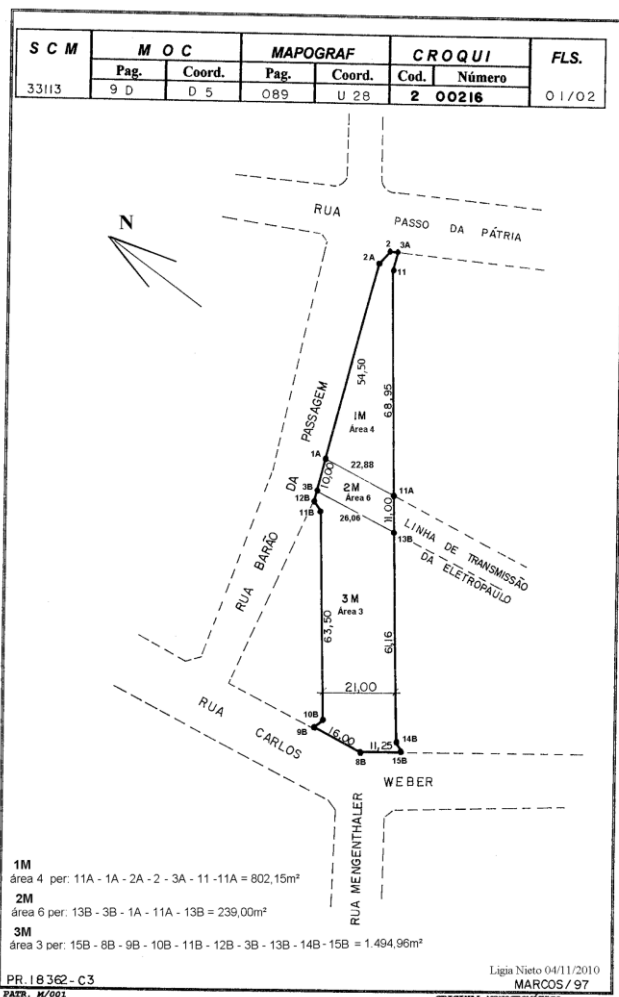 S C M M O C MAPOGRAF CROQUI FLS.
Pag. Coord. Pag. Coord. Cod. Número
33113 9 D D 5 089 U 28 2 00216 01/02
RUA PASSO DA PÁTRIA
N
2
3A
2A
11
54,50
68,95
RUA BARÃO DA PASSAGEM
1M
Área 4
1A
22,88
10,00
3B
2M
Área 6
11A
12B
11B
26,06
11,00
13B
LINHA DE TRANSMISSÃO
DA ELETROPAULO
3 M
Área 3
63,50
61,16
21,00
10B
9B
16,00
14B
11,25
8B
15B
RUA CARLOS WEBER
RUA MENGENTHALER
1M
área 4 per: 11A - 1A - 2A - 2 - 3A - 11 -11A = 802,15m²
2M
área 6 per: 13B - 3B - 1A - 11A - 13B = 239,00m²
3M
área 3 per: 15B - 8B - 9B - 10B - 11B - 12B - 3B - 13B - 14B - 15B = 1.494,96m²
Ligia Nieto 04/11/2010
PR.18362-C3 MARCOS/97
PATR. M/001